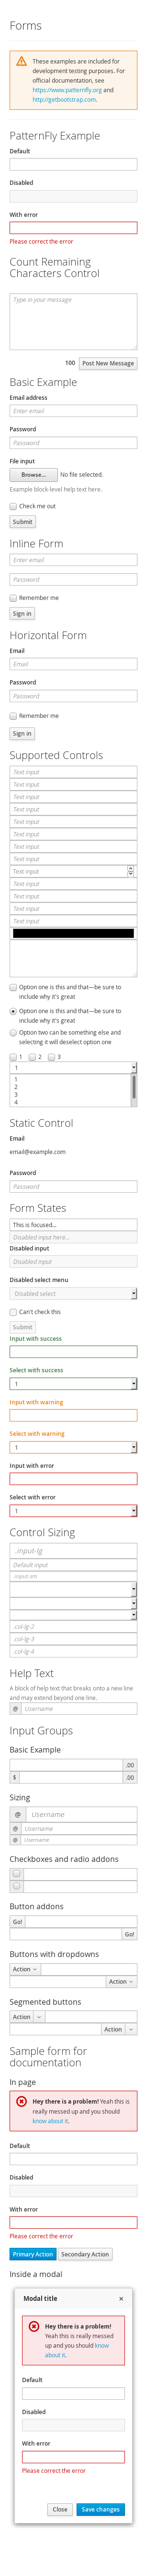 Forms
These examples are included for
development testing purposes. For
official documentation, see
https://www.patternfly.org and
http://getbootstrap.com.
PatternFly Example
Default
Disabled
With error
Please correct the error
Count Remaining
Characters Control
Type in your message
100 Post New Message
Basic Example
Email address
Enter email
Password
Password
File input
Browse... No file selected.
Example block-level help text here.
Check me out
Submit
Inline Form
Enter email
Password
Remember me
Sign in
Horizontal Form
Email
Email
Password
Password
Remember me
Sign in
Supported Controls
Text input
Text input
Text input
Text input
Text input
Text input
Text input
Text input
Text input
Text input
Text input
Text input
Text input
Option one is this and that—be sure to
include why it's great
Option one is this and that—be sure to
include why it's great
Option two can be something else and
selecting it will deselect option one
1 2 3
1
1
2
3
4
Static Control
Email
email@example.com
Password
Password
Form States
This is focused...
Disabled input here...
Disabled input
Disabled input
Disabled select menu
Disabled select
Can't check this
Submit
Input with success
Select with success
1
Input with warning
Select with warning
1
Input with error
Select with error
1
Control Sizing
.input-lg
Default input
.input-sm
.col-lg-2
.col-lg-3
.col-lg-4
Help Text
A block of help text that breaks onto a new line
and may extend beyond one line.
@ Username
Input Groups
Basic Example
.00
$ .00
Sizing
@ Username
@ Username
@ Username
Checkboxes and radio addons
Button addons
Go!
Go!
Buttons with dropdowns
Action
Action
Segmented buttons
Action
Action
Sample form for
documentation
In page
Hey there is a problem! Yeah this is
really messed up and you should
know about it.
Default
Disabled
With error
Please correct the error
Primary Action Secondary Action
Inside a modal
Modal title ×
Hey there is a problem!
Yeah this is really messed
up and you should know
about it.
Default
Disabled
With error
Please correct the error
Close Save changes